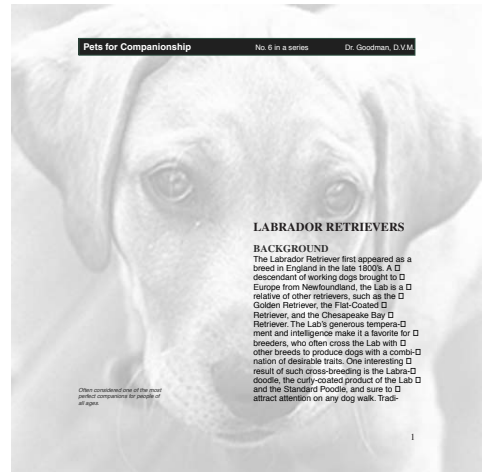 Pets for Companionship No. 6 in a series Dr. Goodman, D.V.M.
LABRADOR RETRIEVERS
BACKGROUND
The Labrador Retriever first appeared as a
breed in England in the late 1800's. A □
descendant of working dogs brought to □
Europe from Newfoundland, the Lab is a □
relative of other retrievers, such as the □
Golden Retriever, the Flat-Coated □
Retriever, and the Chesapeake Bay □
Retriever. The Lab's generous tempera-□
ment and intelligence make it a favorite for □
breeders, who often cross the Lab with □
other breeds to produce dogs with a combi-□
nation of desirable traits. One interesting □
result of such cross-breeding is the Labra-□
doodle, the curly-coated product of the Lab □
and the Standard Poodle, and sure to □
attract attention on any dog walk. Tradi-
Often considered one of the most
perfect companions for people of
all ages.
1